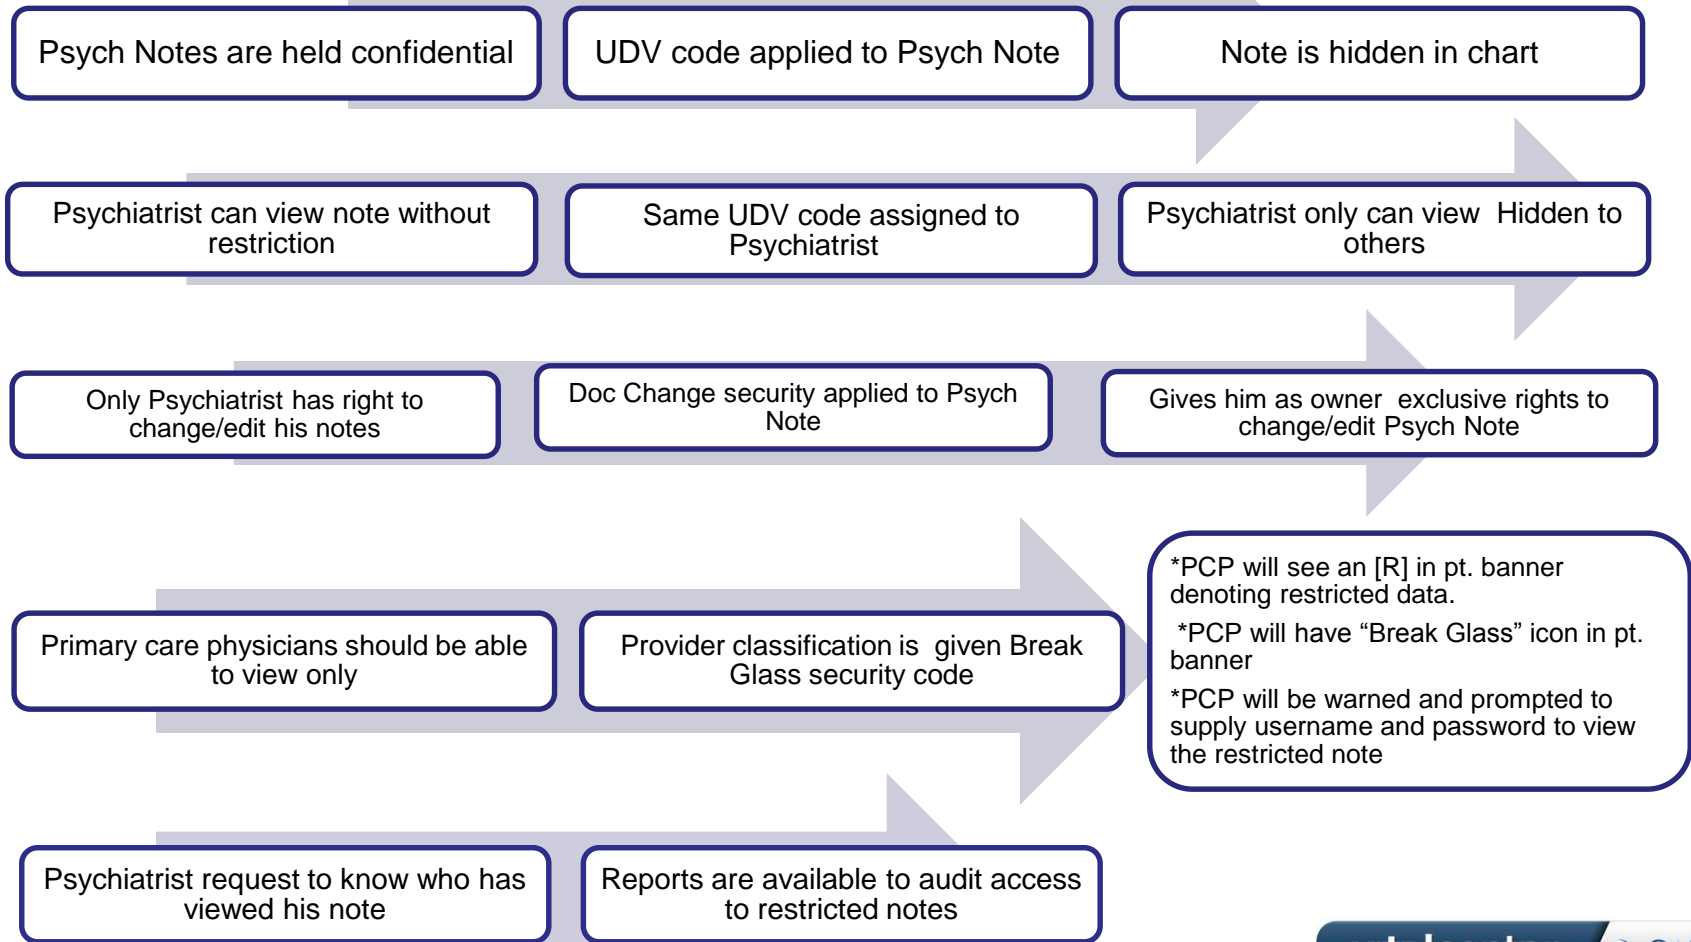 Psych Notes are held confidential
UDV code applied to Psych Note
Note is hidden in chart
Psychiatrist can view note without
restriction
Same UDV code assigned to
Psychiatrist
Psychiatrist only can view  Hidden to
others
Only Psychiatrist has right to
change/edit his notes
Doc Change security applied to Psych
Note
Gives him as owner  exclusive rights to
change/edit Psych Note
Primary care physicians should be able
to view only
Provider classification is  given Break
Glass security code
*PCP will see an [R] in pt. banner
denoting restricted data.
*PCP will have “Break Glass” icon in pt.
banner
*PCP will be warned and prompted to
supply username and password to view
the restricted note
Psychiatrist request to know who has
viewed his note
Reports are available to audit access
to restricted notes